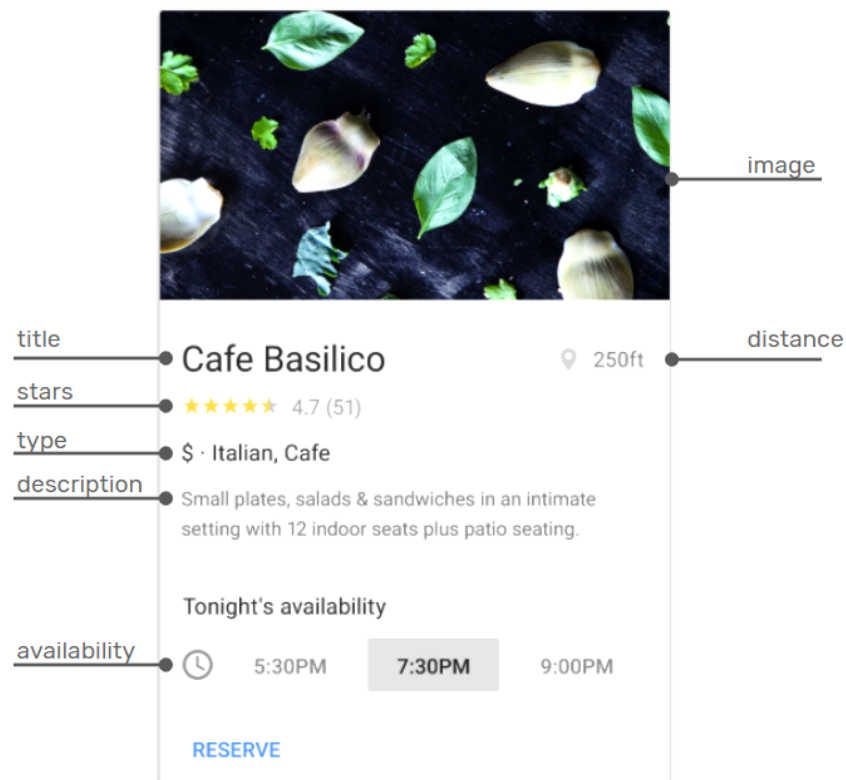 image
title
Cafe Basilico
250ft
distance
stars
4.7 (51)
type
$ · Italian, Cafe
description
Small plates, salads & sandwiches in an intimate
setting with 12 indoor seats plus patio seating.
Tonight's availability
availability
5:30PM 7:30PM 9:00PM
RESERVE